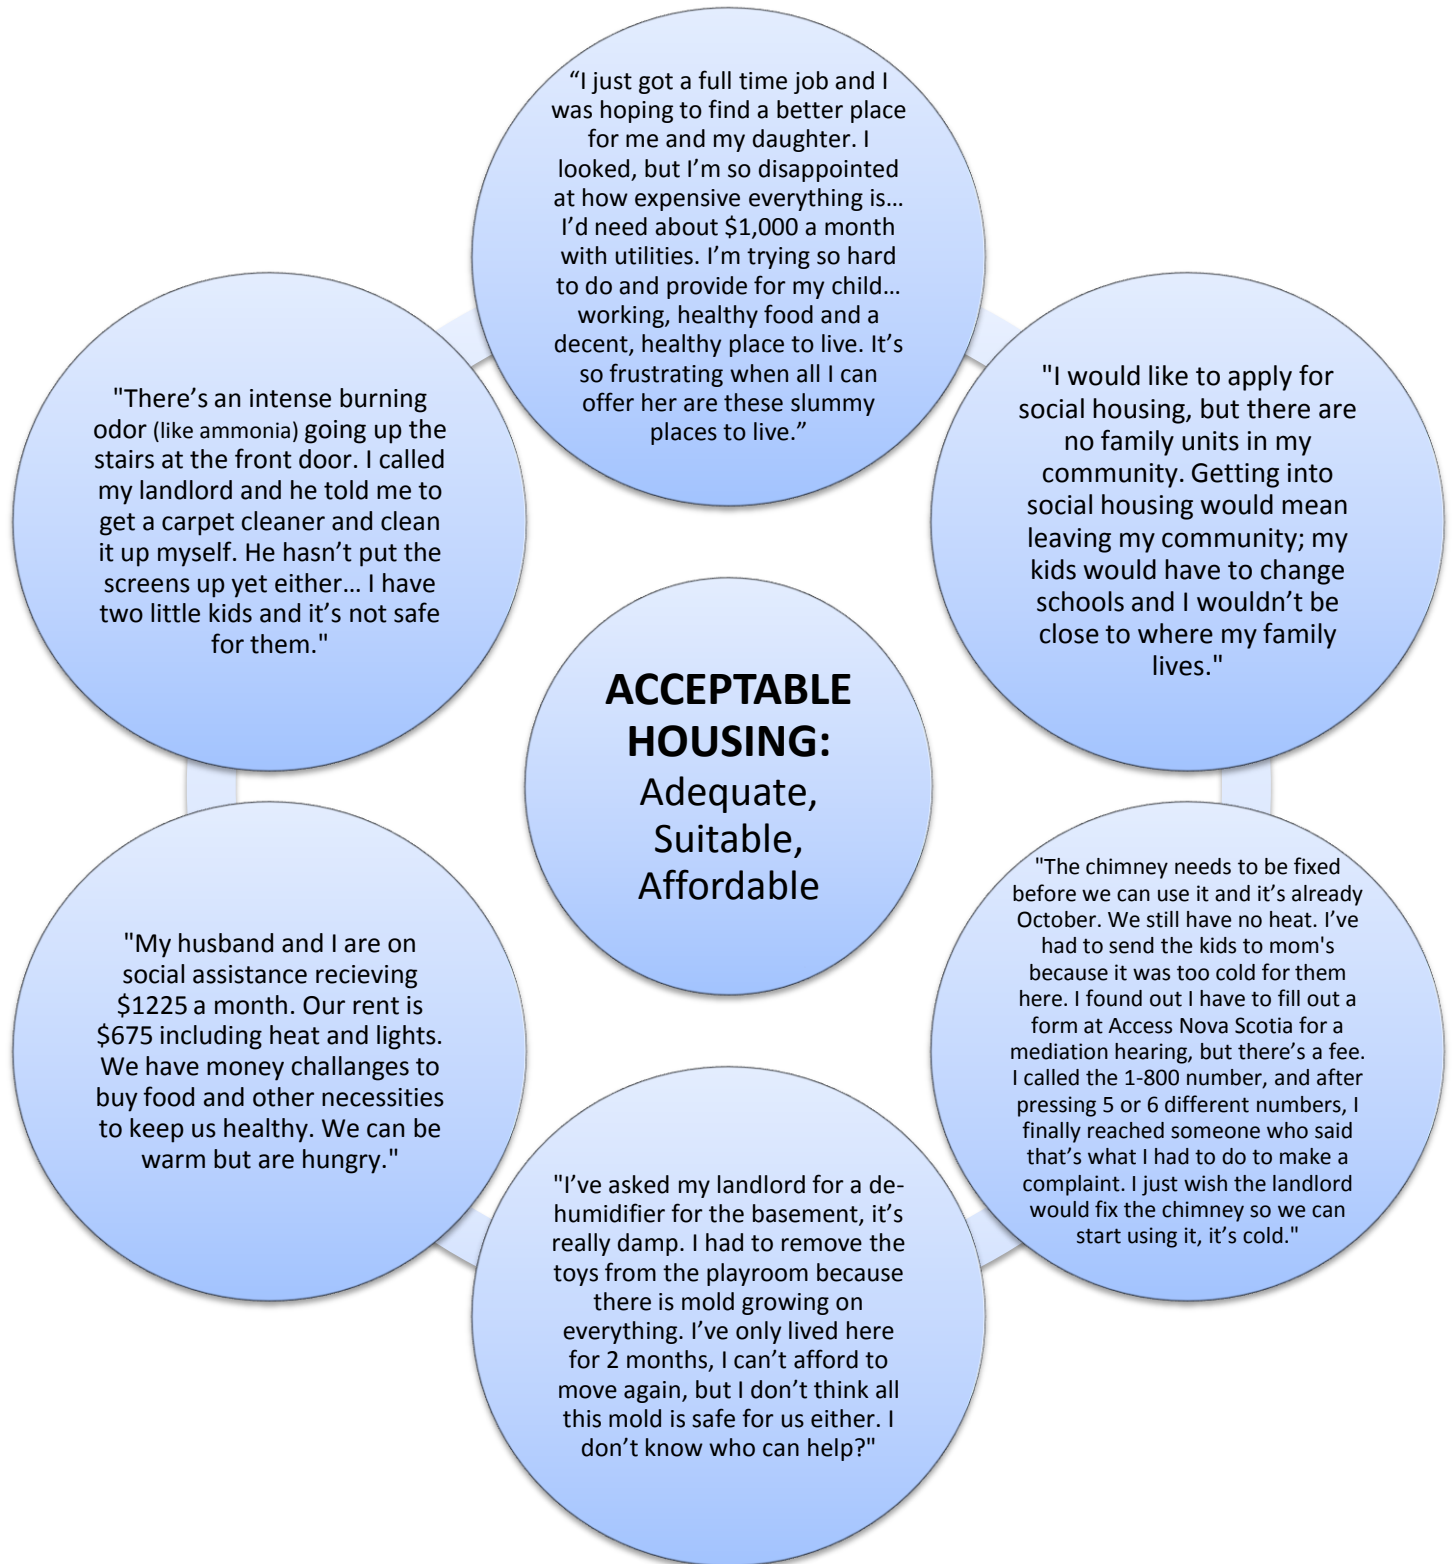 “I just got a full time job and I
was hoping to find a better place
for me and my daughter. I
looked, but I’m so disappointed
at how expensive everything is…
I’d need about $1,000 a month
with utilities. I’m trying so hard
to do and provide for my child…
working, healthy food and a
decent, healthy place to live. It’s
so frustrating when all I can
offer her are these slummy
places to live.”
"I would like to apply for
social housing, but there are
no family units in my
community. Getting into
social housing would mean
leaving my community; my
kids would have to change
schools and I wouldn’t be
close to where my family
lives."
"The chimney needs to be fixed
before we can use it and it’s already
October. We still have no heat. I’ve
had to send the kids to mom's
because it was too cold for them
here. I found out I have to fill out a
form at Access Nova Scotia for a
mediation hearing, but there’s a fee.
I called the 1-800 number, and after
pressing 5 or 6 different numbers, I
finally reached someone who said
that’s what I had to do to make a
complaint. I just wish the landlord
would fix the chimney so we can
start using it, it’s cold."
"I’ve asked my landlord for a de-
humidifier for the basement, it’s
really damp. I had to remove the
toys from the playroom because
there is mold growing on
everything. I’ve only lived here
for 2 months, I can’t afford to
move again, but I don’t think all
this mold is safe for us either. I
don’t know who can help?"
"My husband and I are on
social assistance recieving
$1225 a month. Our rent is
$675 including heat and lights.
We have money challanges to
buy food and other necessities
to keep us healthy. We can be
warm but are hungry."
"There’s an intense burning
odor (like ammonia) going up the
stairs at the front door. I called
my landlord and he told me to
get a carpet cleaner and clean
it up myself. He hasn’t put the
screens up yet either… I have
two little kids and it’s not safe
for them."
ACCEPTABLE
HOUSING:
Adequate,
Suitable,
Affordable